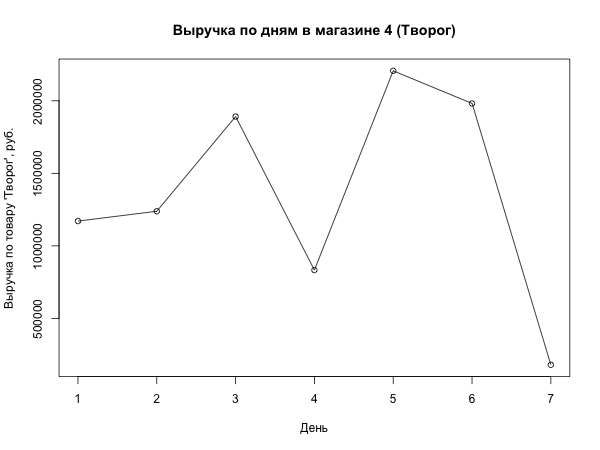 Выручка по дням в магазине 4 (Творог)
Выручка по товару 'Творог', руб.
2000000
1500000
1000000
500000
1 2 3 4 5 6 7
День